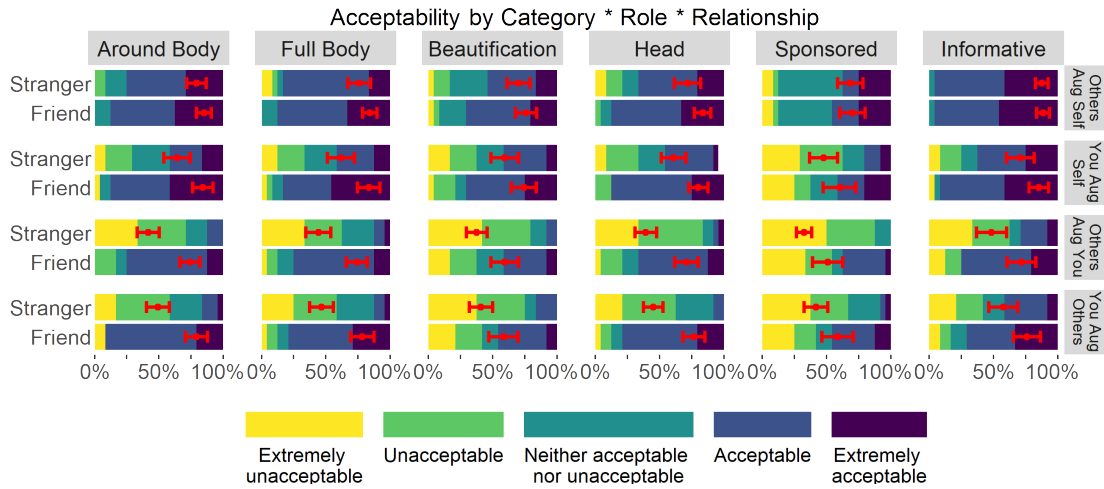 Acceptability by Category * Role * Relationship
Around Body Full Body Beautification Head Sponsored Informative
Stranger
Friend
Others
Aug Self
Stranger
Friend
You Aug
Self
Stranger
Friend
Others
Aug You
Stranger
Friend
You Aug
Others
0% 50% 100% 0% 50% 100% 0% 50% 100% 0% 50% 100% 0% 50% 100% 0% 50% 100%
Extremely unacceptable
Unacceptable
Neither acceptable nor unacceptable
Acceptable
Extremely acceptable